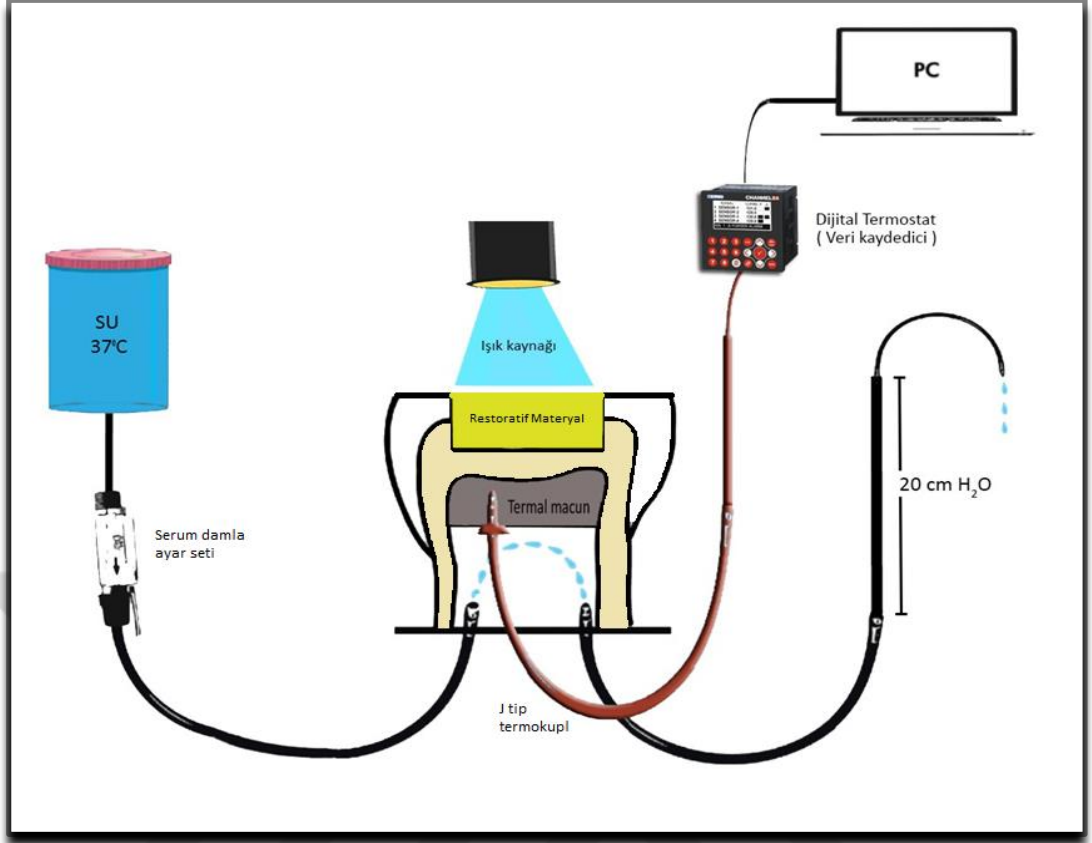 PC
CHANNEL
Dijital Termostat
( Veri kaydedici )
SU
37°C
Işık kaynağı
Restoratif Materyal
Termal macun
20 cm H₂O
Serum damla
ayar seti
J tip
termokupl